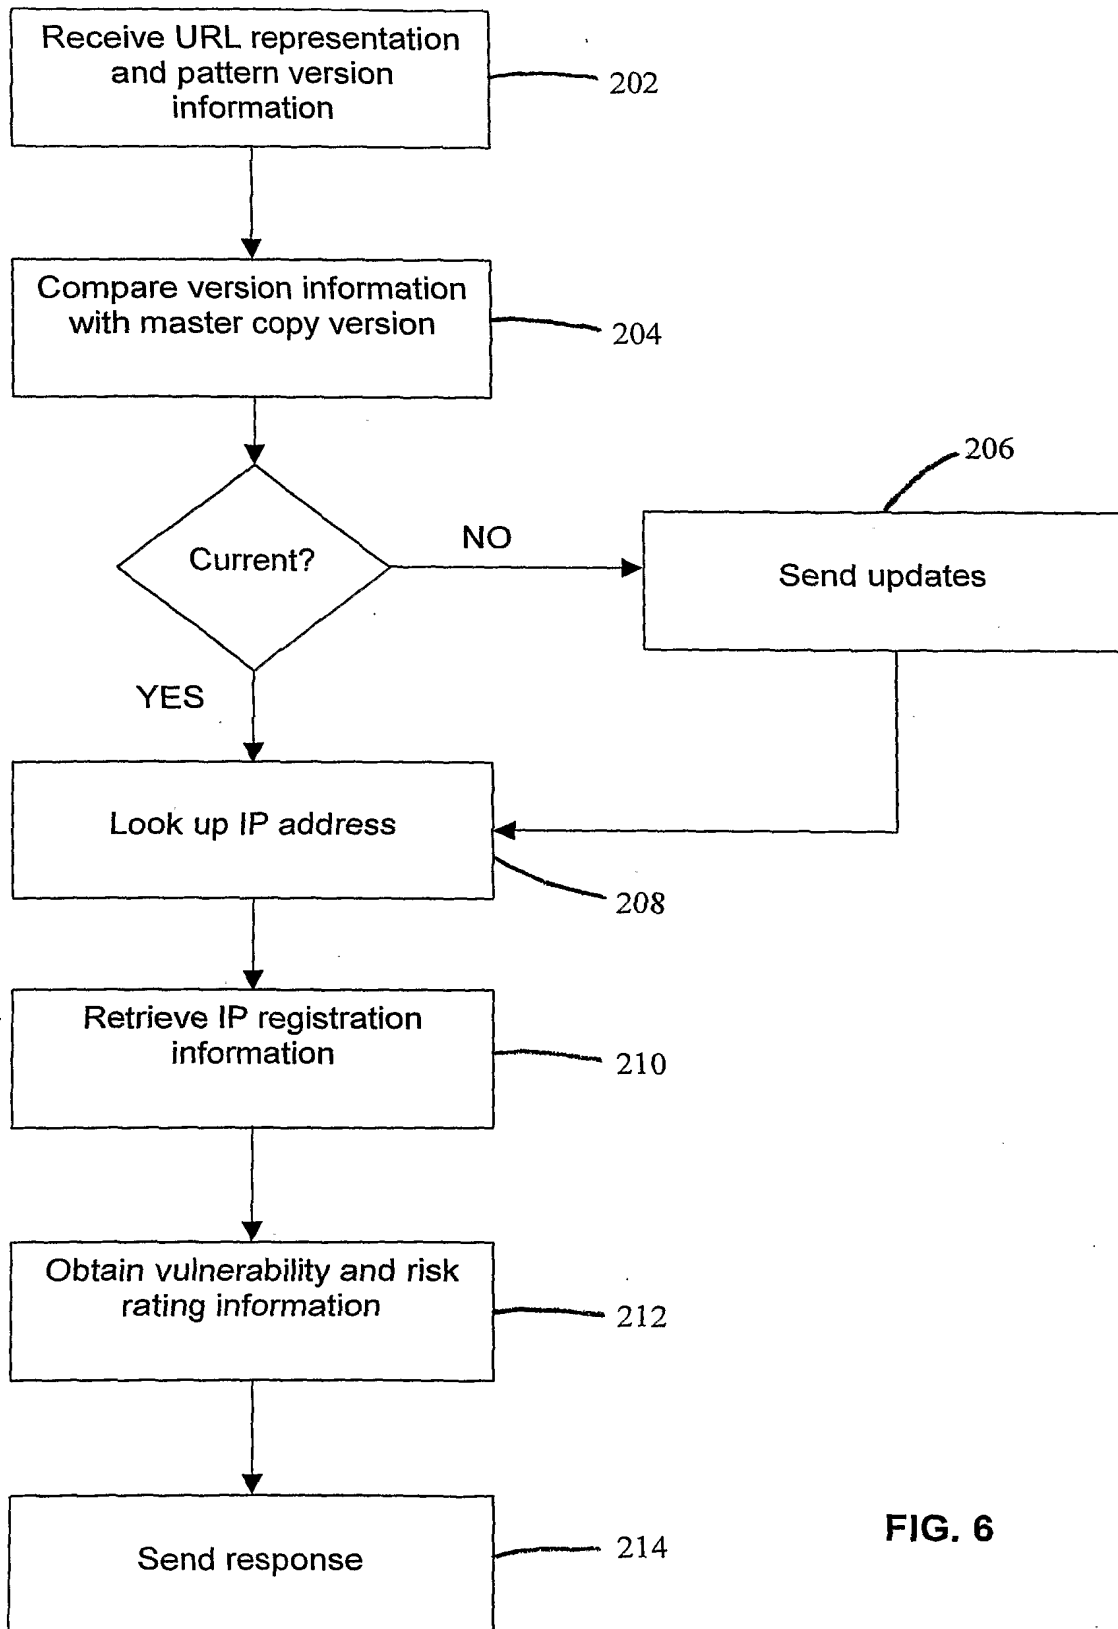 Receive URL representation
and pattern version
information
202
Compare version information
with master copy version
204
206
Current?
NO
Send updates
YES
Look up IP address
208
Retrieve IP registration
information
210
Obtain vulnerability and risk
rating information
212
Send response
214
FIG. 6